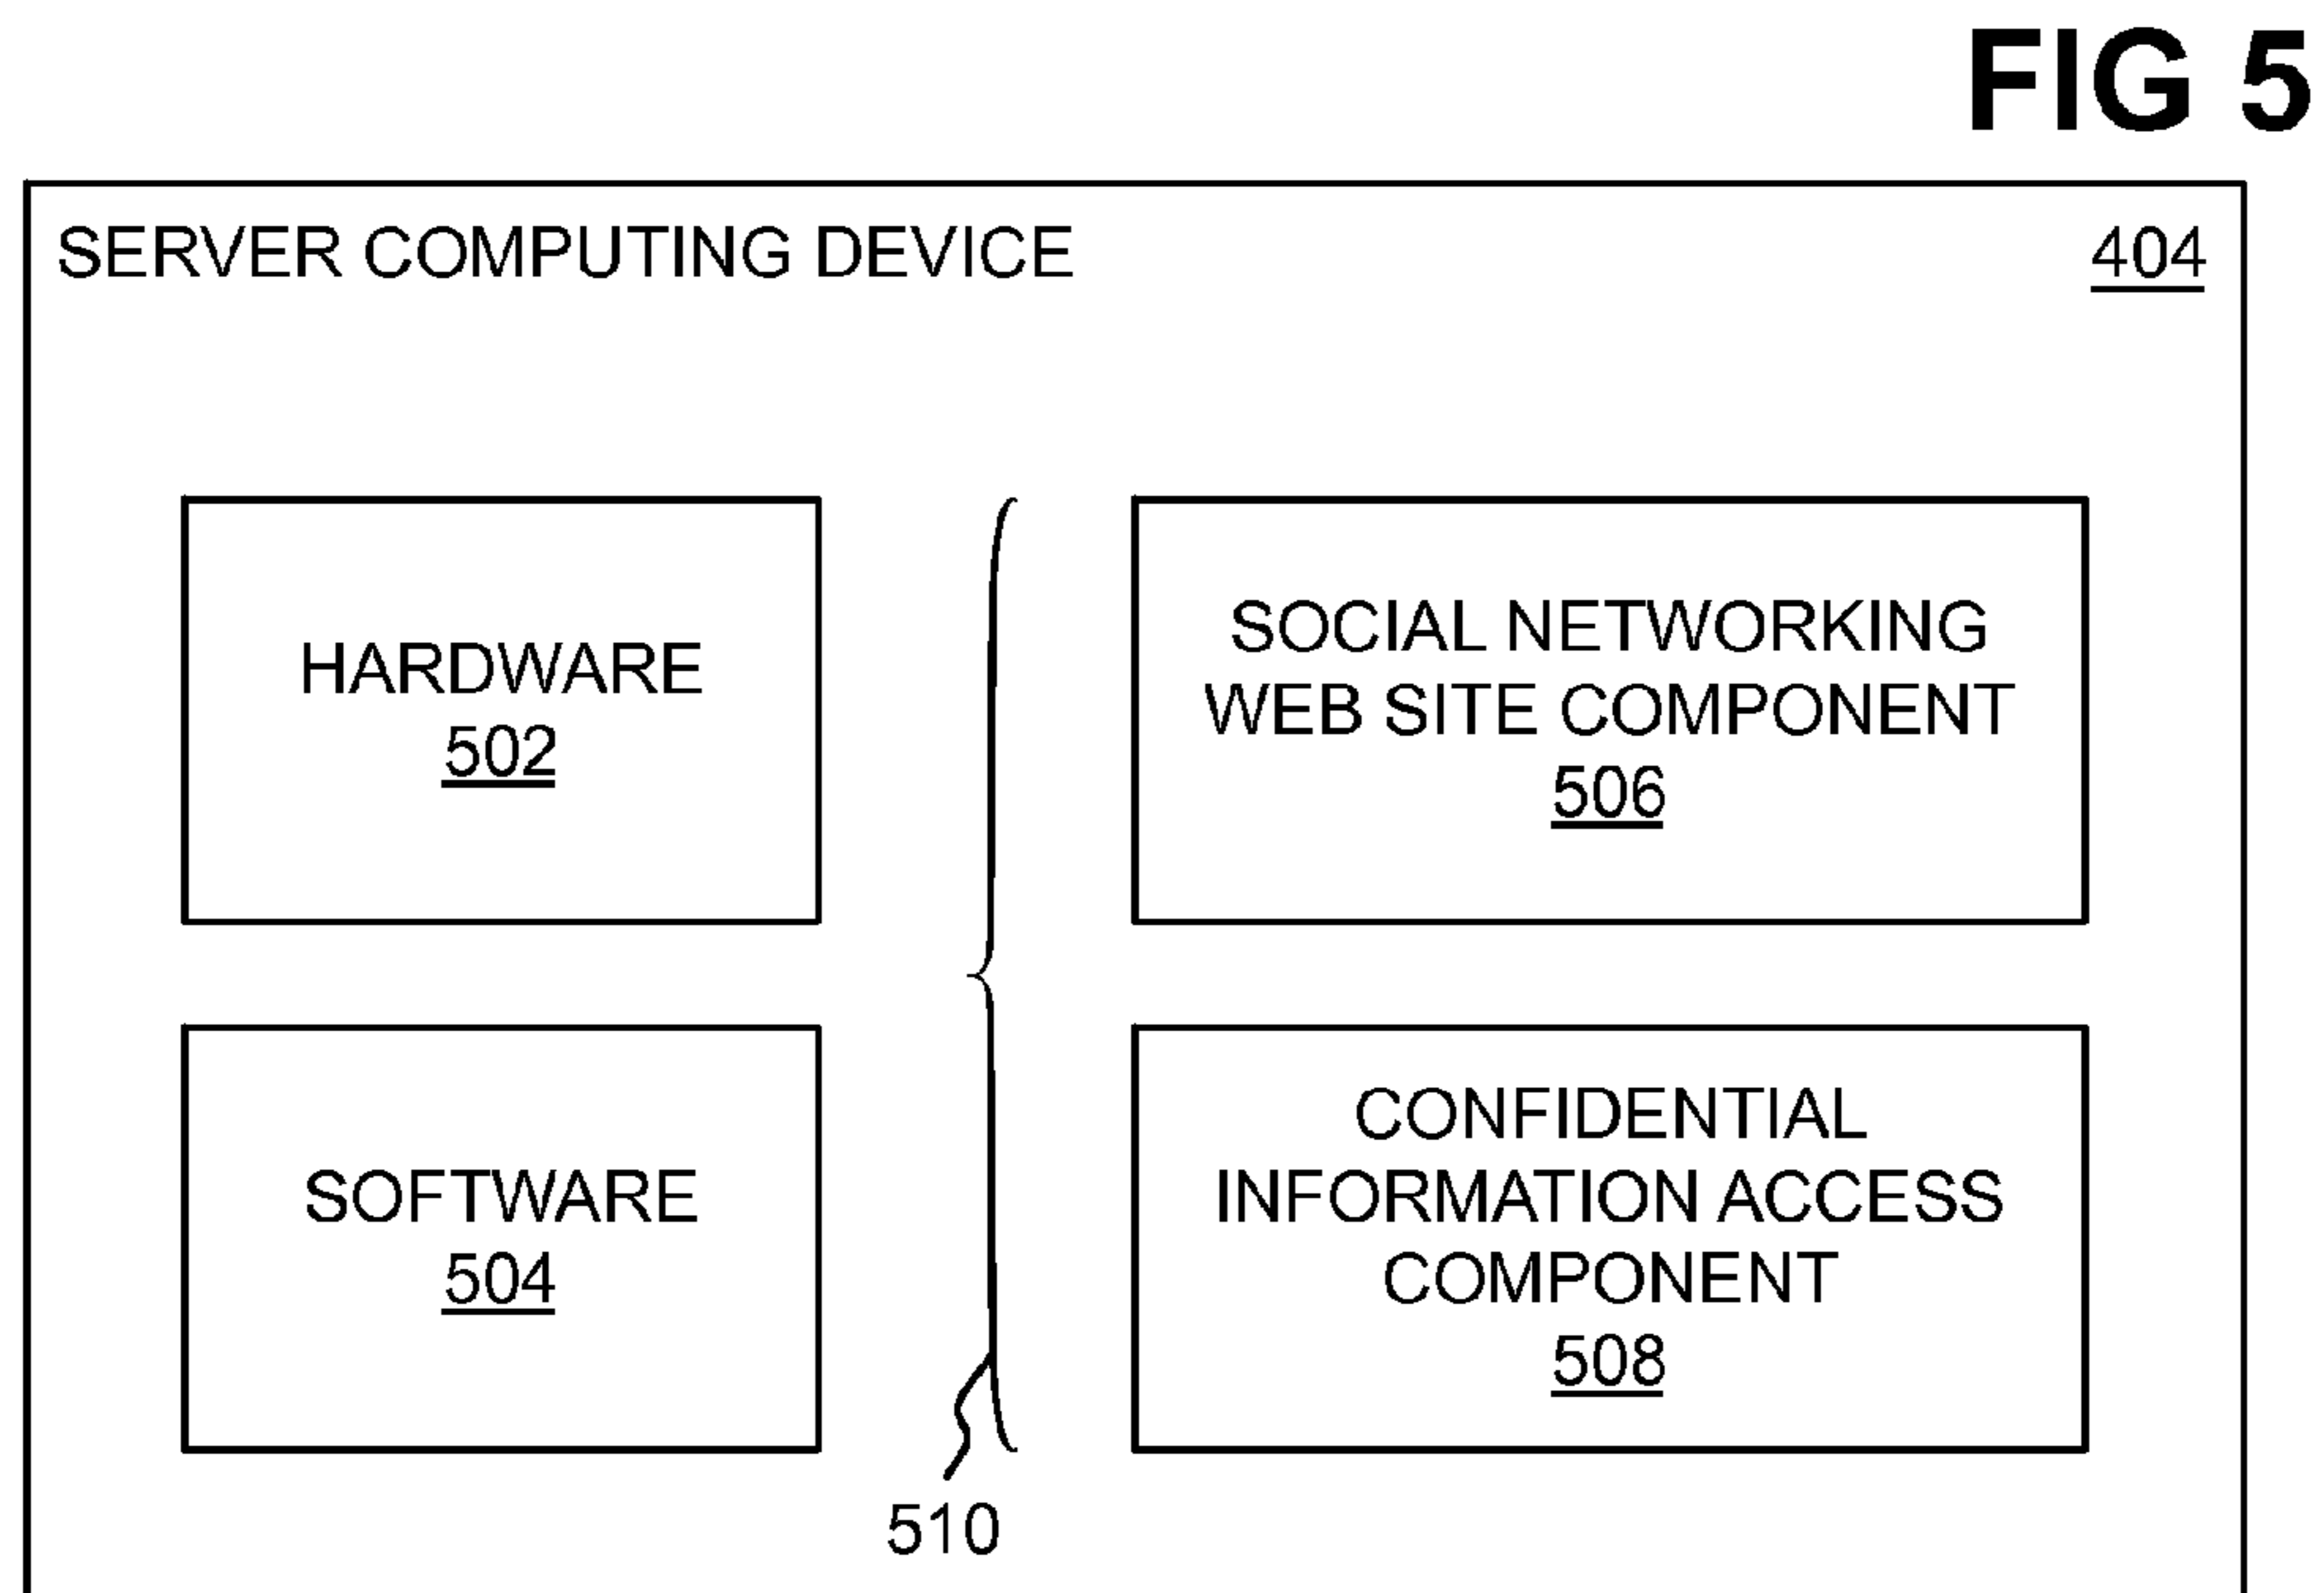 FIG 5
SERVER COMPUTING DEVICE
404
HARDWARE
502
SOCIAL NETWORKING
WEB SITE COMPONENT
506
SOFTWARE
504
CONFIDENTIAL
INFORMATION ACCESS
COMPONENT
508
510